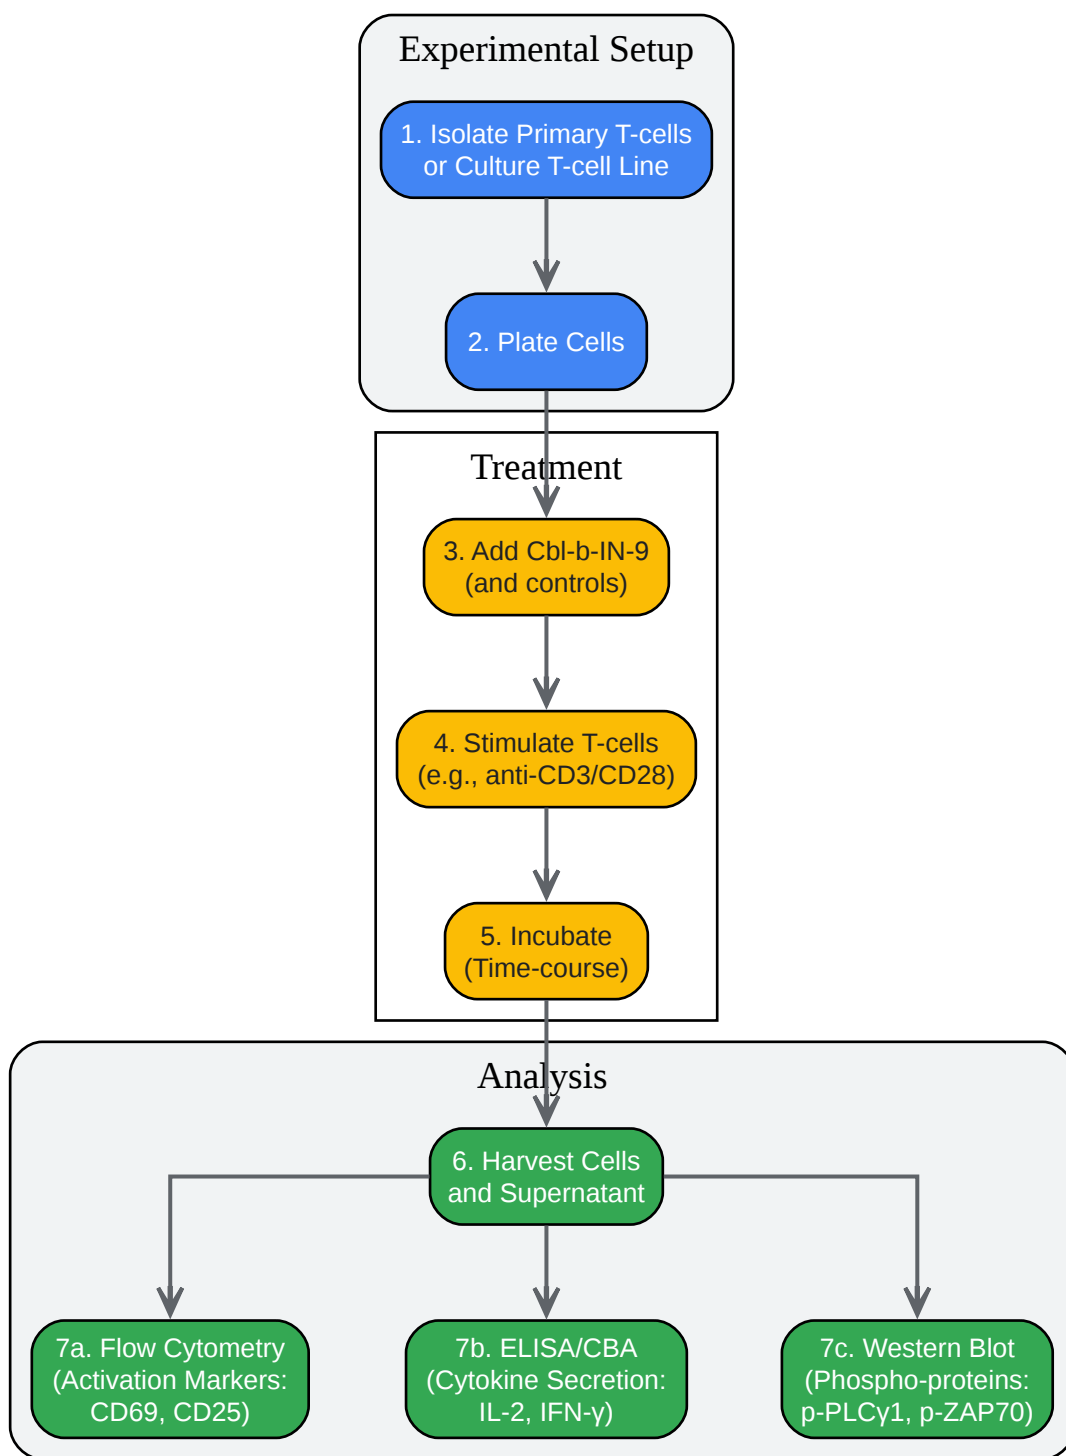 Experimental Setup
1. Isolate Primary T-cells
or Culture T-cell Line
2. Plate Cells
Treatment
3. Add Cbl-b-IN-9
(and controls)
4. Stimulate T-cells
(e.g., anti-CD3/CD28)
5. Incubate
(Time-course)
Analysis
6. Harvest Cells
and Supernatant
7a. Flow Cytometry
(Activation Markers:
CD69, CD25)
7b. ELISA/CBA
(Cytokine Secretion:
IL-2, IFN-γ)
7c. Western Blot
(Phospho-proteins:
p-PLCγ1, p-ZAP70)